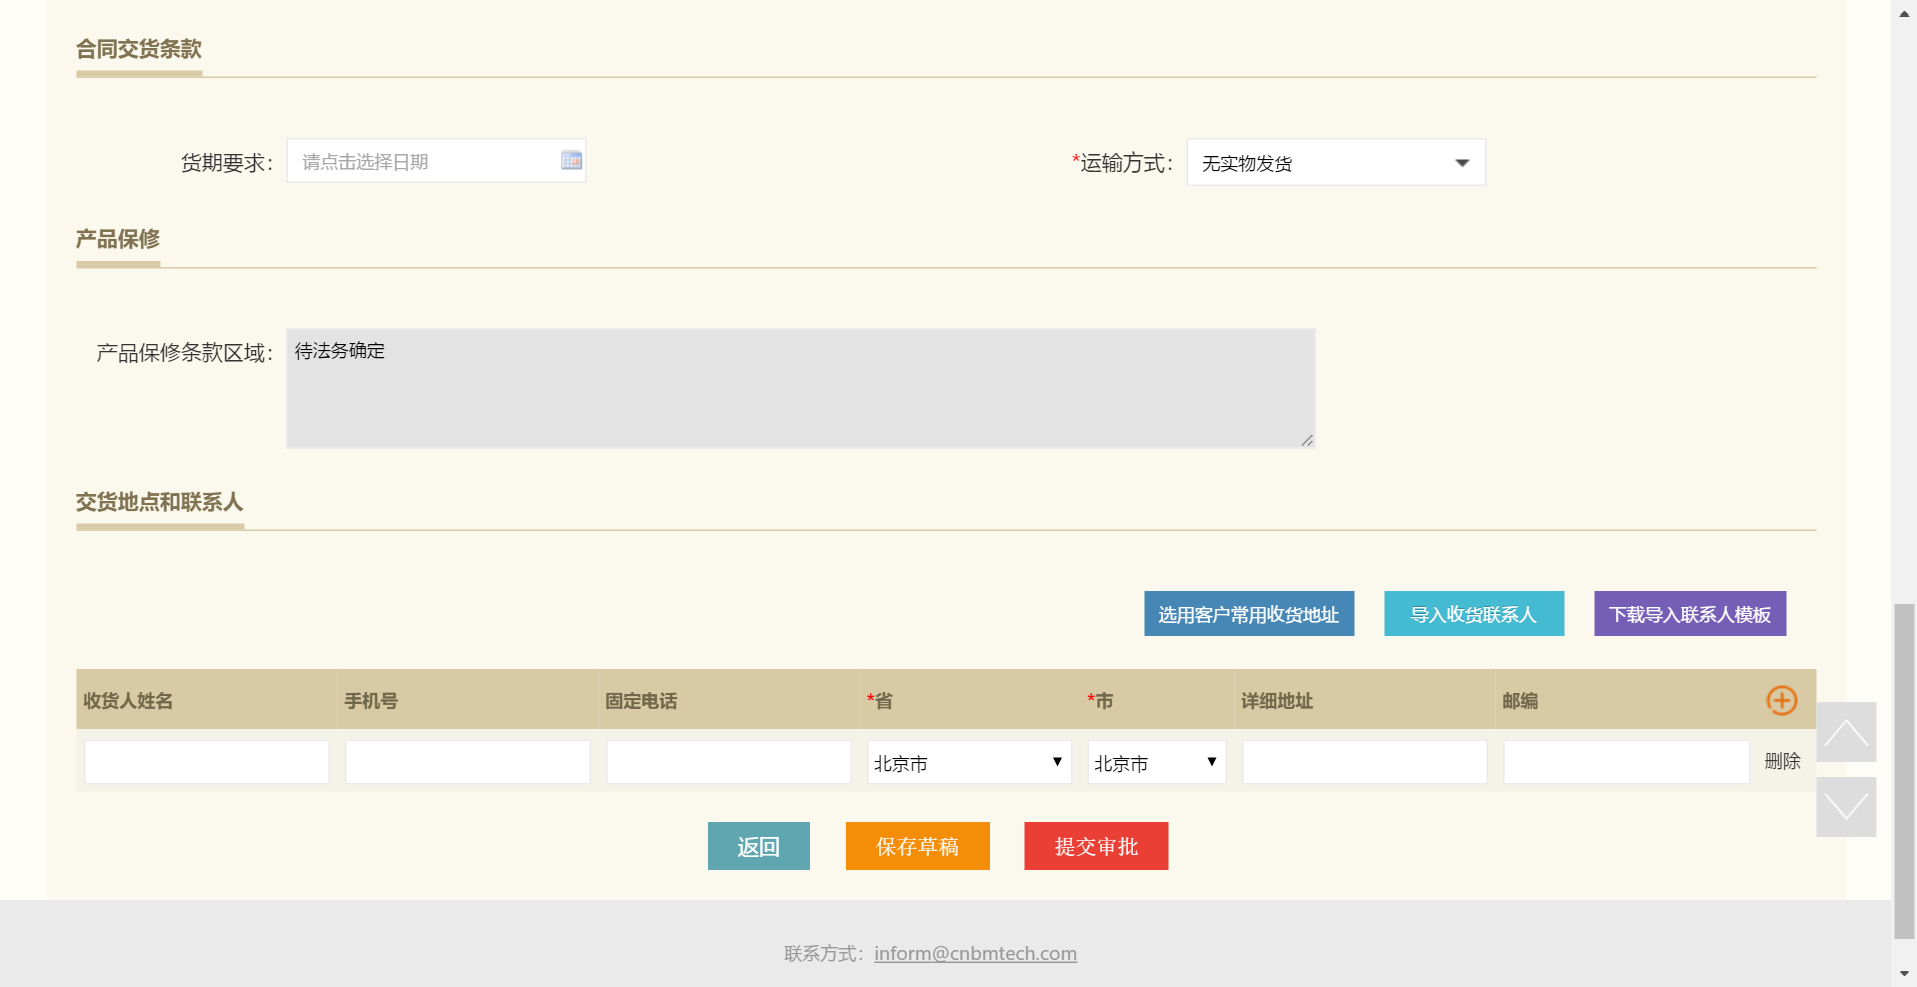 合同交货条款
货期要求： 请点击选择日期 *运输方式： 无实物发货
产品保修
产品保修条款区域： 待法务确定
交货地点和联系人
选用客户常用收货地址 导入收货联系人 下载导入联系人模板
收货人姓名 手机号 固定电话 *省 *市 详细地址 邮编
北京市 北京市 删除
返回 保存草稿 提交审批
联系方式： inform@cnbmtech.com